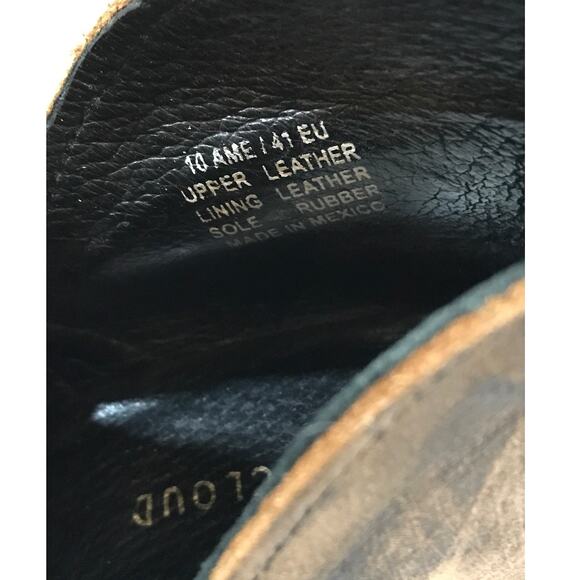 10 AME / 41 EU
UPPER LEATHER
LINING LEATHER
SOLE RUBBER
MADE IN MEXICO
CLOUD